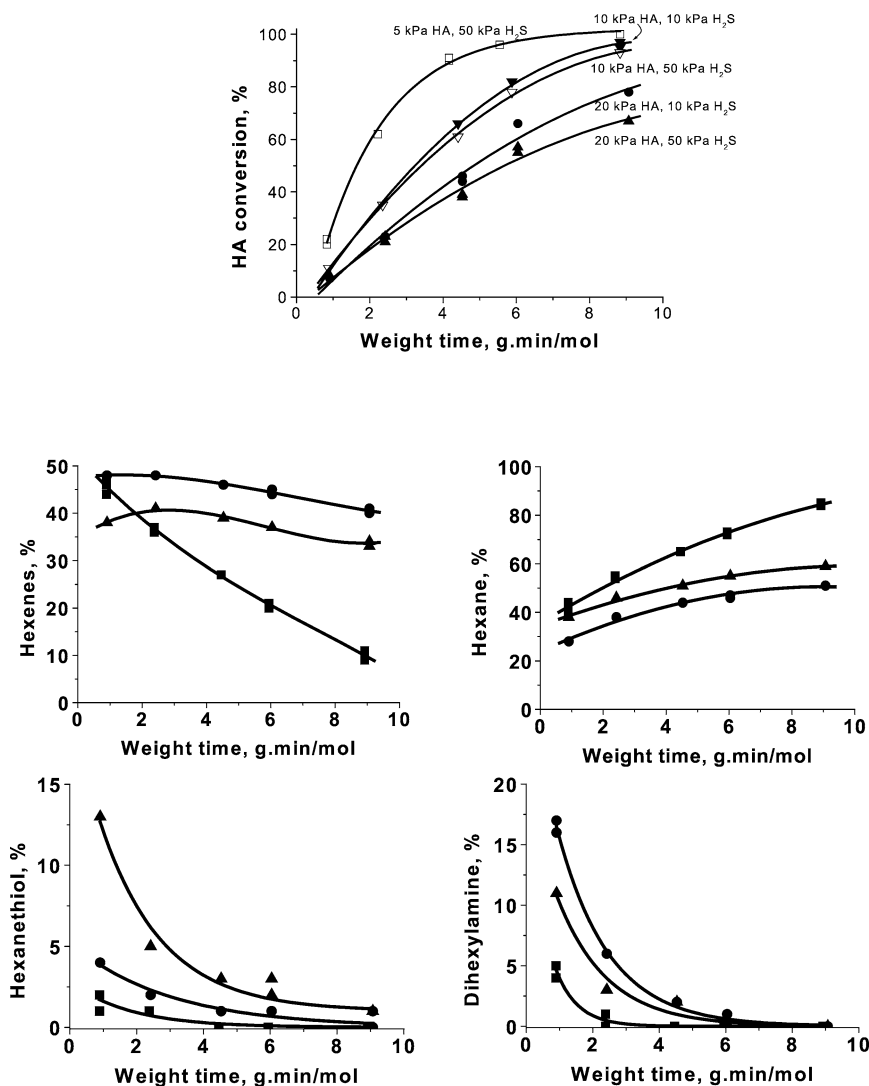 5 kPa HA, 50 kPa H₂S
10 kPa HA, 10 kPa H₂S
10 kPa HA, 50 kPa H₂S
20 kPa HA, 10 kPa H₂S
20 kPa HA, 50 kPa H₂S
HA conversion, %
100
80
60
40
20
0
0 2 4 6 8 10
Weight time, g.min/mol
Hexenes, %
50
40
30
20
10
0
0 2 4 6 8 10
Weight time, g.min/mol
Hexane, %
100
80
60
40
20
0
0 2 4 6 8 10
Weight time, g.min/mol
Hexanethiol, %
15
10
5
0
0 2 4 6 8 10
Weight time, g.min/mol
Dihexylamine, %
20
15
10
5
0
0 2 4 6 8 10
Weight time, g.min/mol